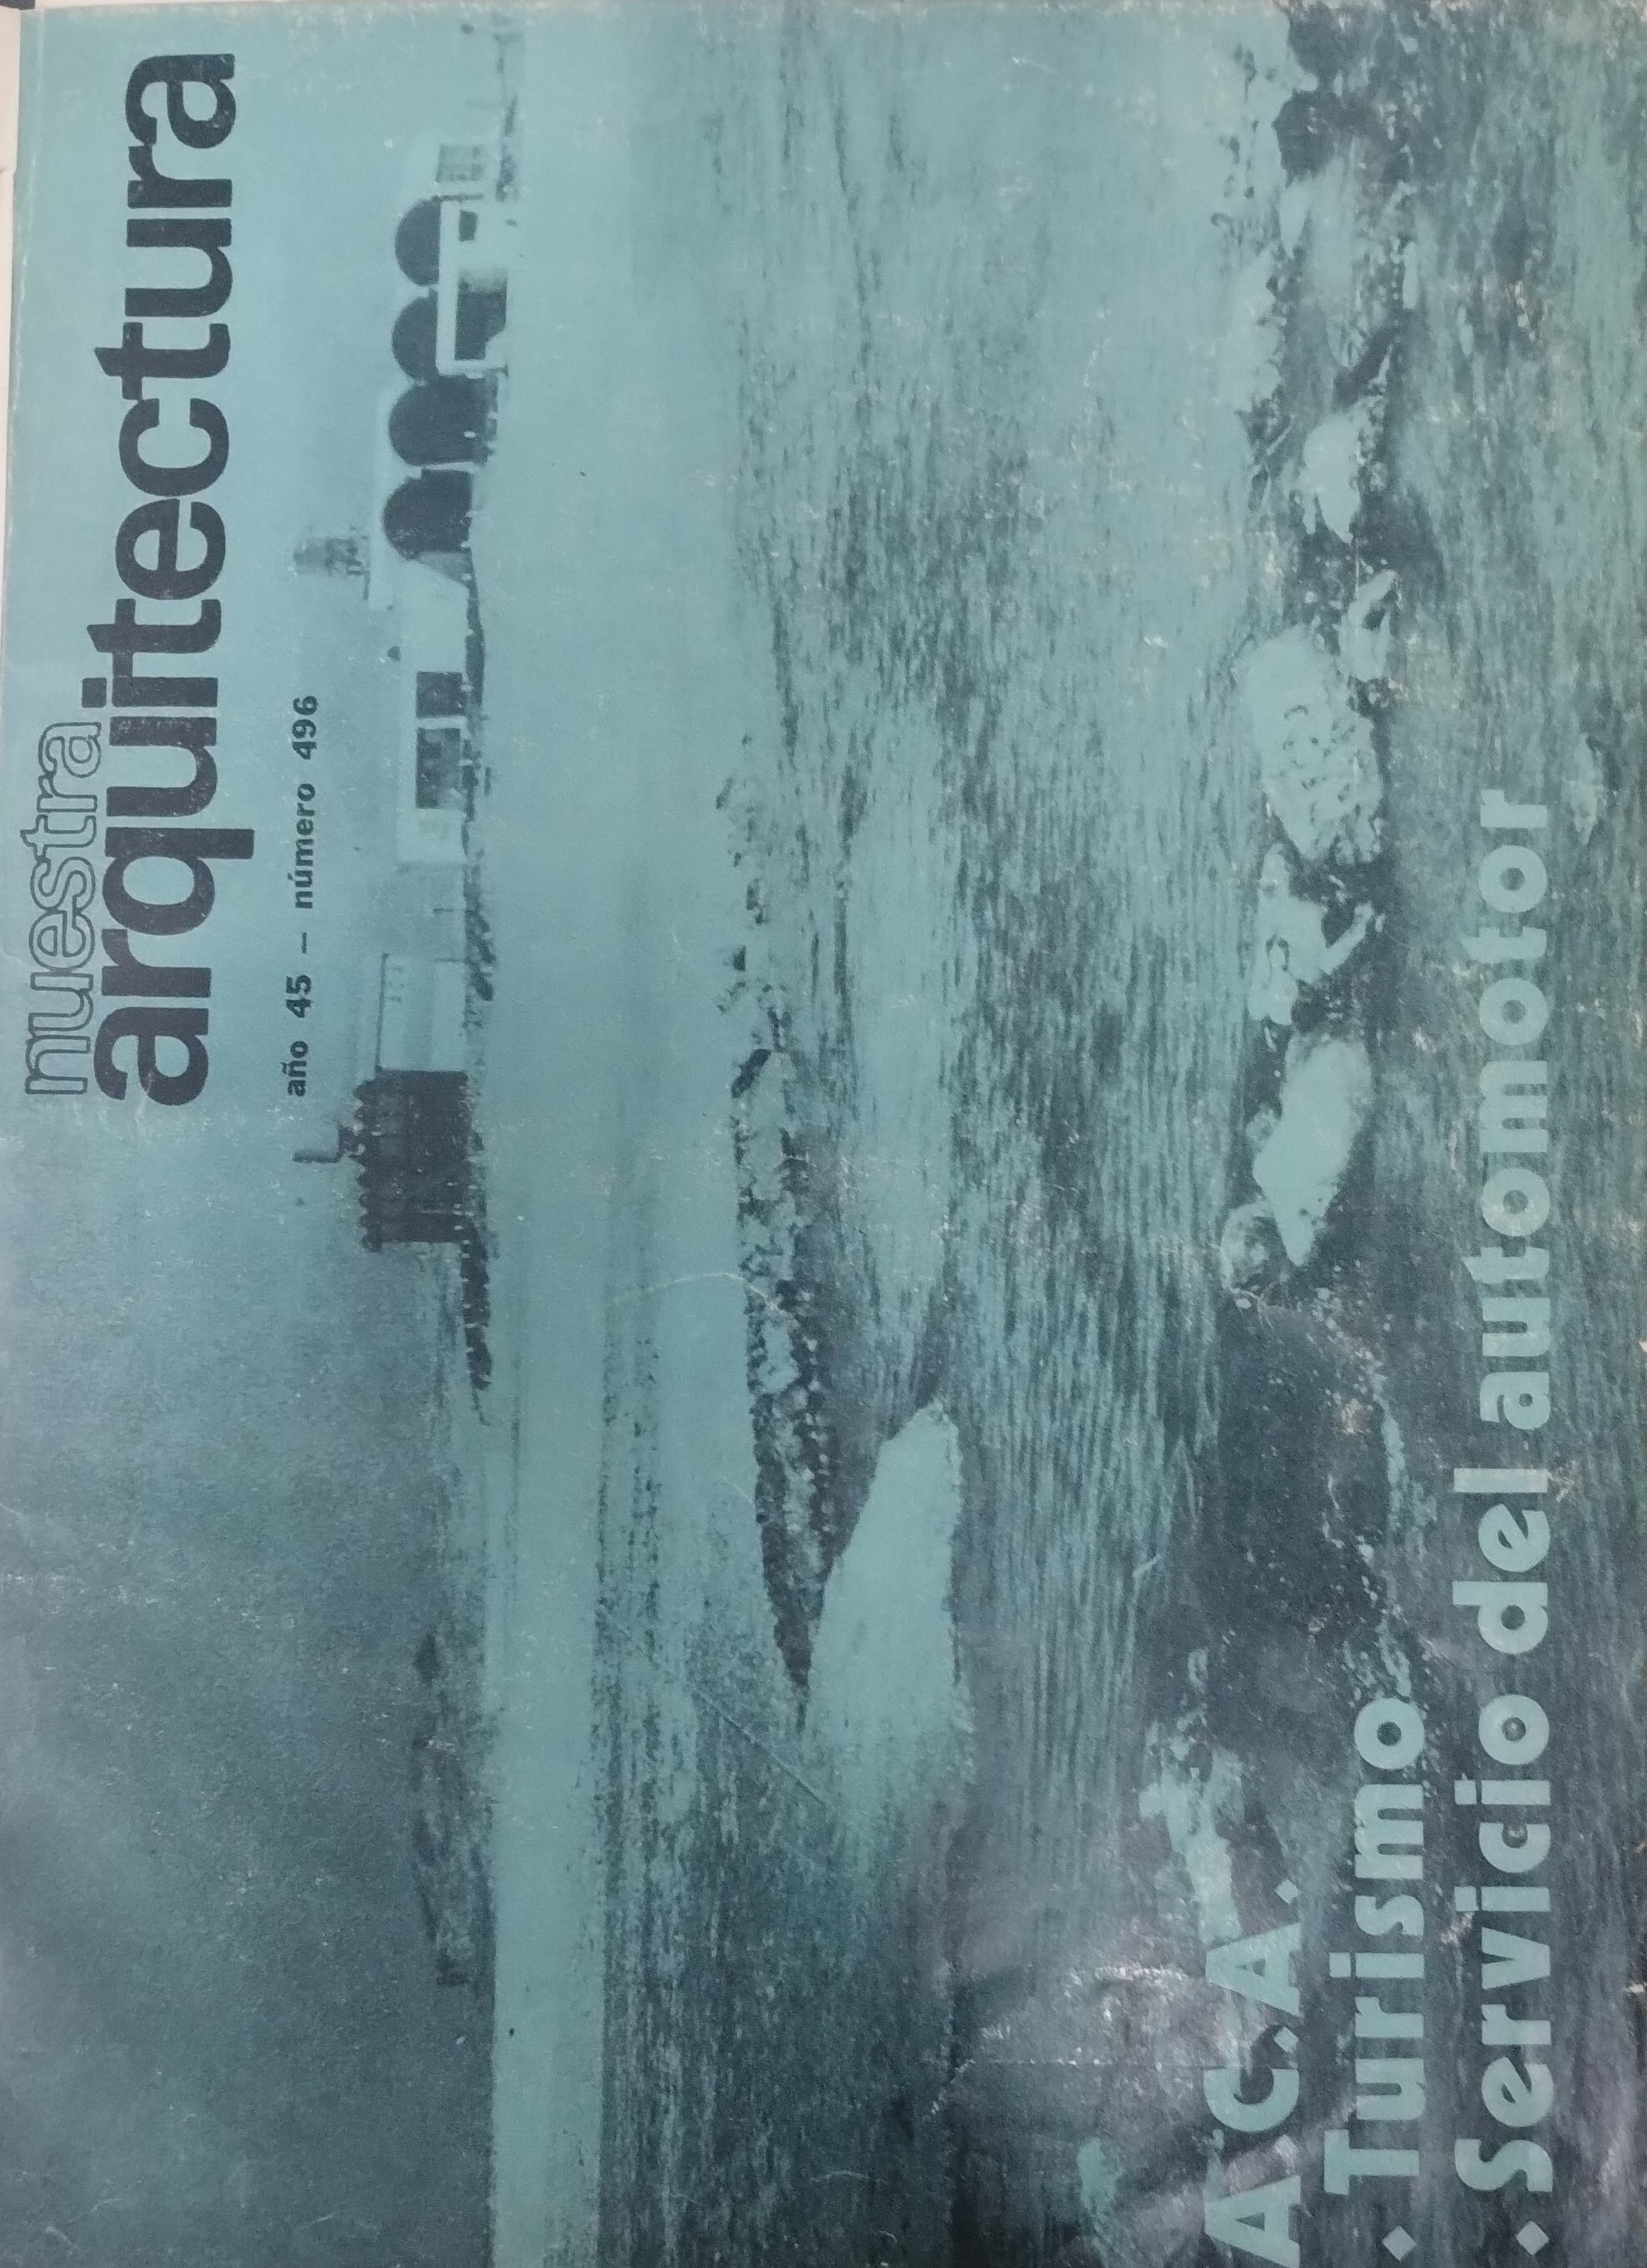 nuestra
arquitectura
año 45 – número 496
A.C.A.
• Turismo
• Servicio del automotor